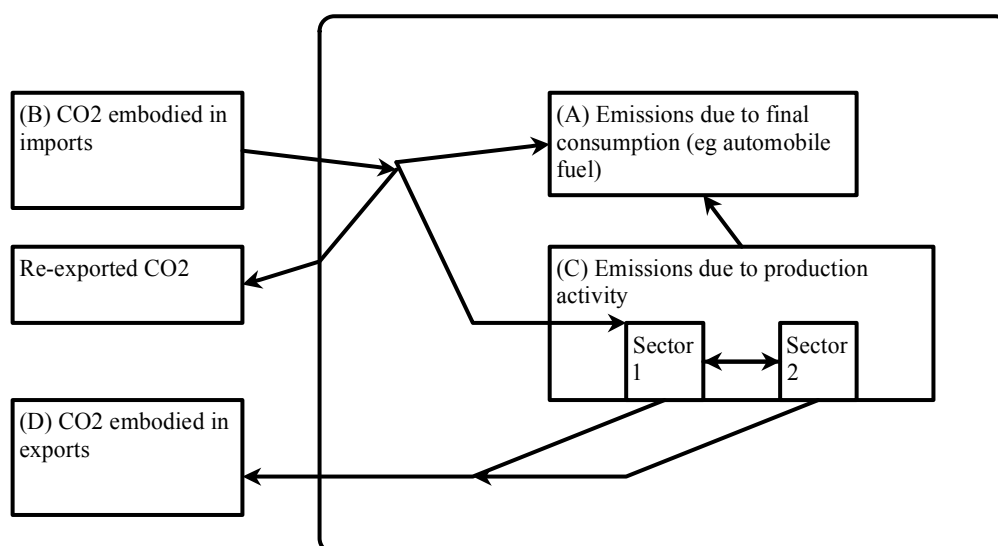 (B) CO2 embodied in
imports
(A) Emissions due to final
consumption (eg automobile
fuel)
Re-exported CO2
(C) Emissions due to production
activity
Sector
1
Sector
2
(D) CO2 embodied in
exports